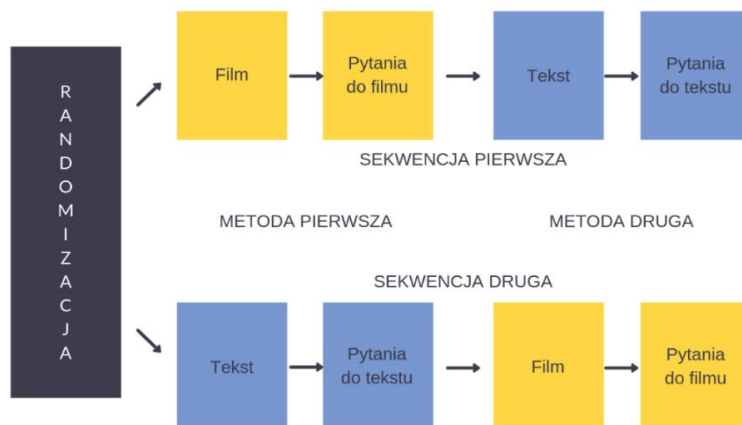 RANDOMIZACJA
Film
Pytania
do filmu
Tekst
Pytania
do tekstu
SEKWENCJA PIERWSZA
METODA PIERWSZA
METODA DRUGA
SEKWENCJA DRUGA
Tekst
Pytania
do tekstu
Film
Pytania
do filmu